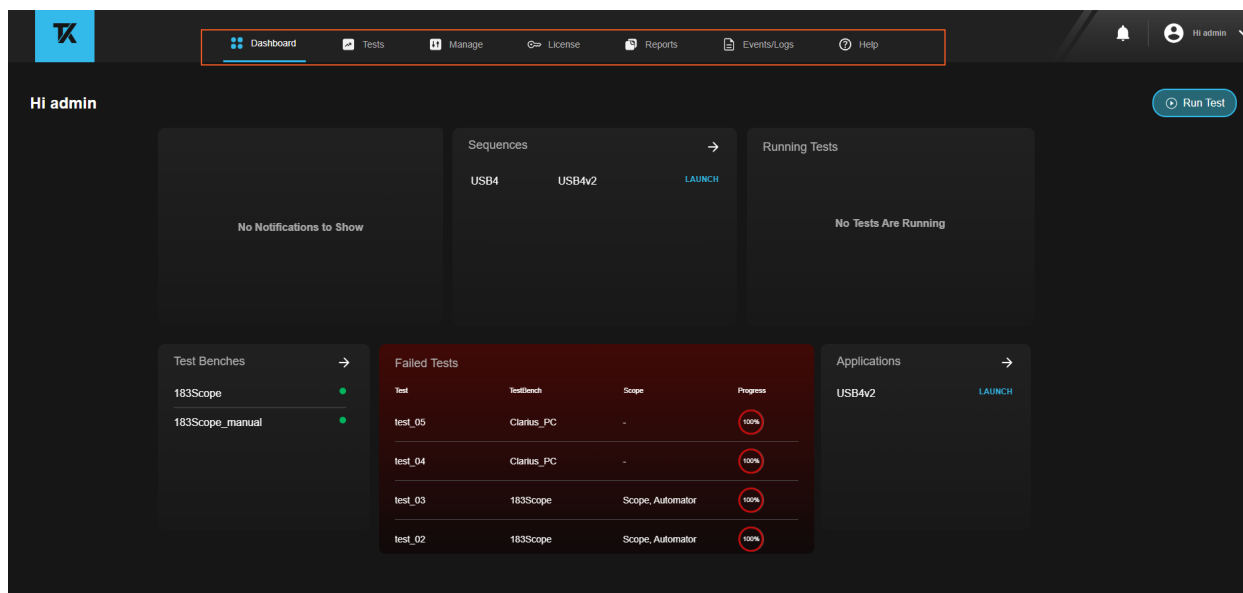 TK
Dashboard Tests Manage License Reports Events/Logs Help
Hi admin
Hi admin
Run Test
No Notifications to Show
Sequences
USB4 USB4v2 LAUNCH
Running Tests
No Tests Are Running
Test Benches
183Scope
183Scope_manual
Failed Tests
Test TestBench Scope Progress
test_05 Clarius_PC - 100%
test_04 Clarius_PC - 100%
test_03 183Scope Scope, Automator 100%
test_02 183Scope Scope, Automator 100%
Applications
USB4v2 LAUNCH